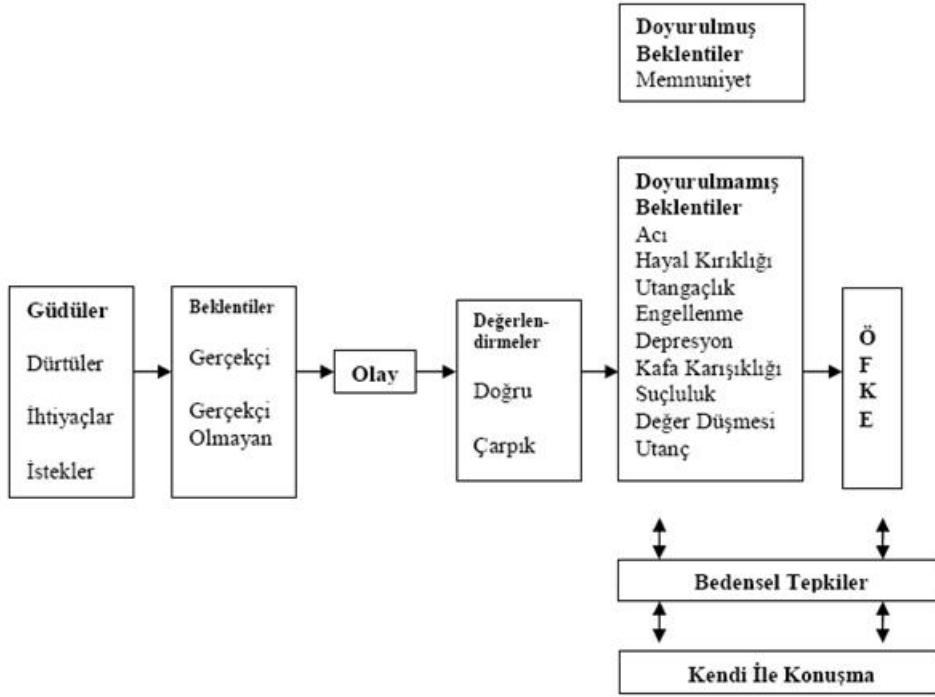 Doyurulmuş
Beklentiler
Memnuniyet
Güdüler
Dürtüler
İhtiyaçlar
İstekler
Beklentiler
Gerçekçi
Gerçekçi
Olmayan
Olay
Değerlen-
dirmeler
Doğru
Çarpık
Doyurulmamış
Beklentiler
Acı
Hayal Kırıklığı
Utangaçlık
Engellenme
Depresyon
Kafa Karışıklığı
Suçluluk
Değer Düşmesi
Utanç
Ö
F
K
E
Bedensel Tepkiler
Kendi İle Konuşma